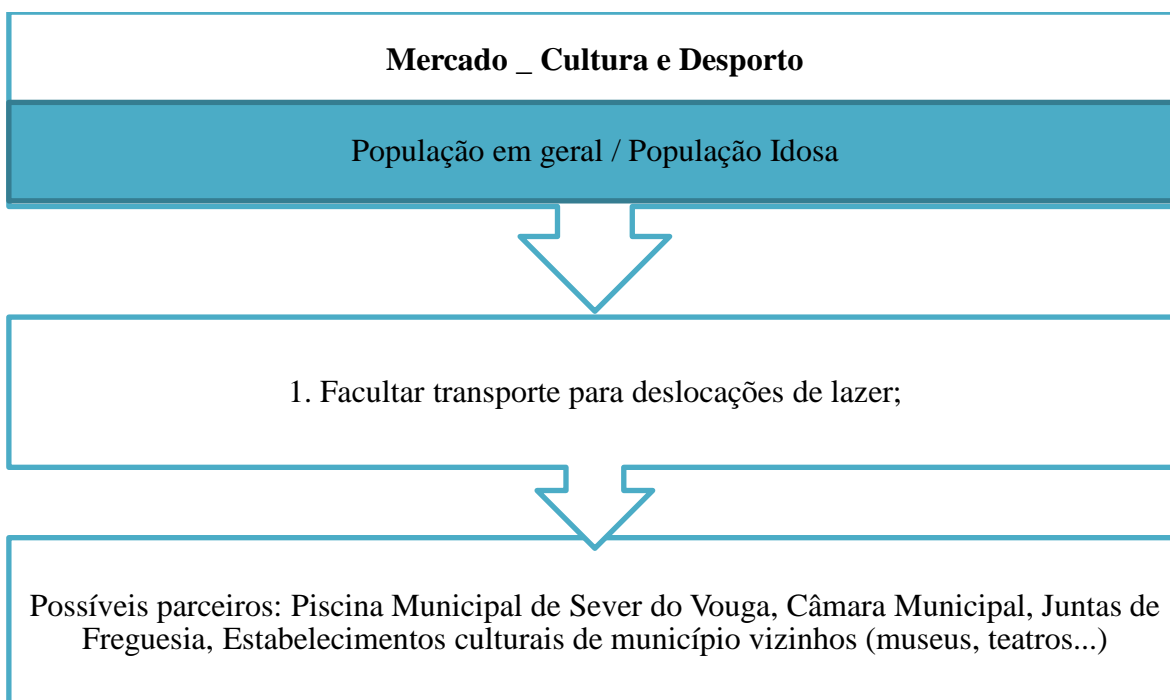 Mercado _ Cultura e Desporto
População em geral / População Idosa
1. Facultar transporte para deslocações de lazer;
Possíveis parceiros: Piscina Municipal de Sever do Vouga, Câmara Municipal, Juntas de
Freguesia, Estabelecimentos culturais de município vizinhos (museus, teatros...)